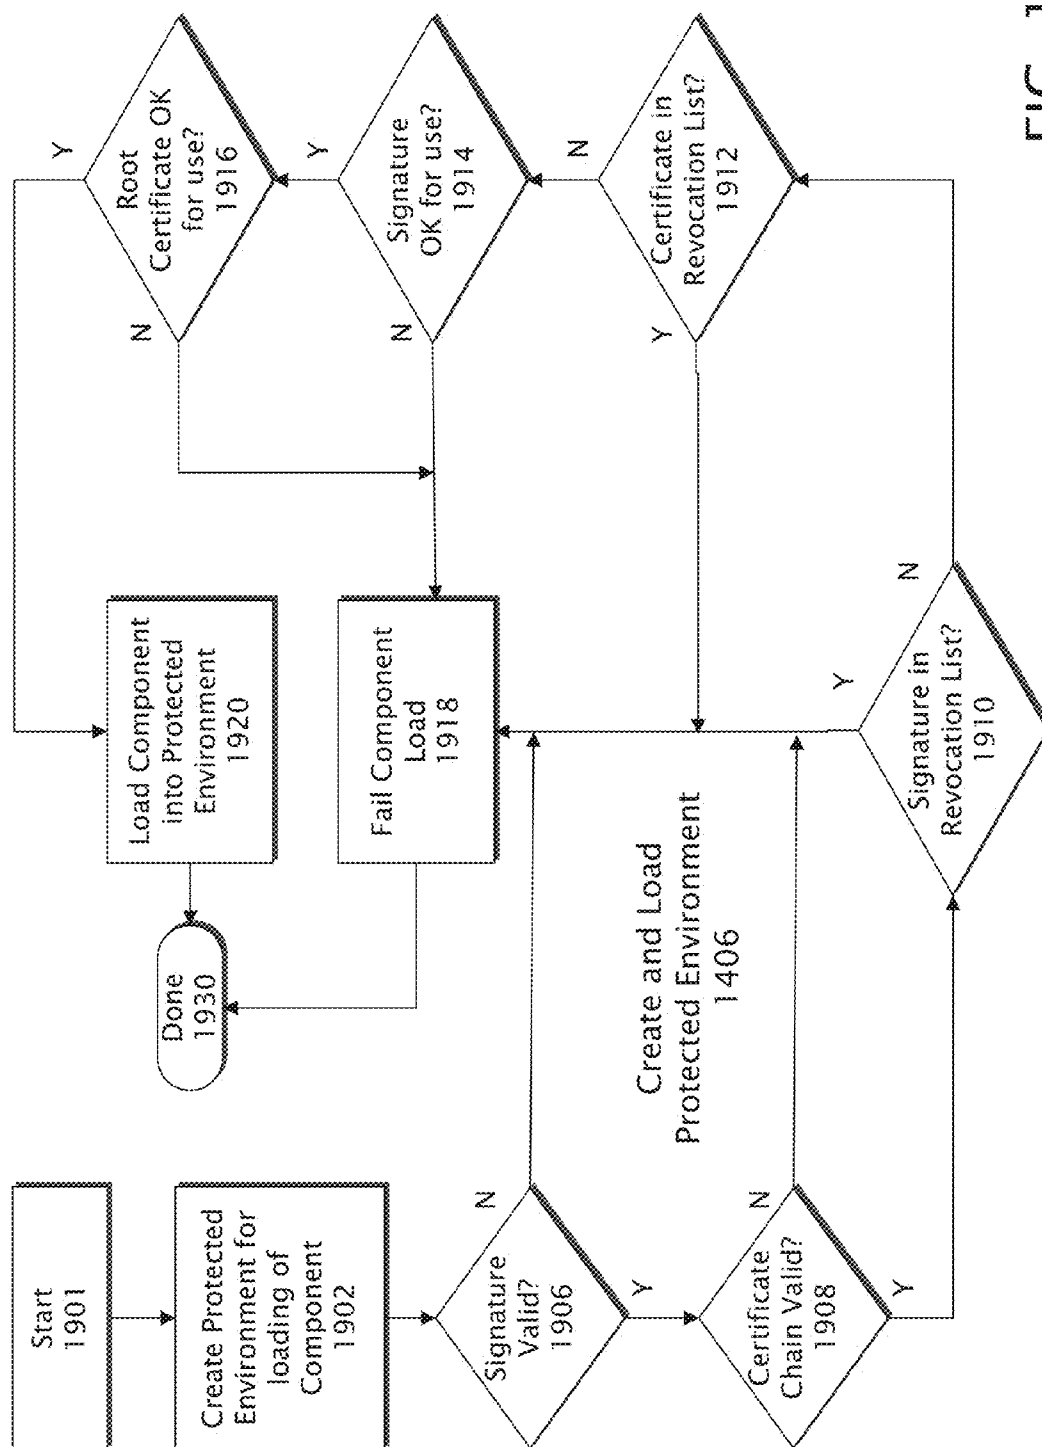 Start
1901
Create Protected
Environment for
loading of
Component
1902
Signature
Valid?
1906
N
Y
Certificate
Chain Valid?
1908
N
Y
Done
1930
Load Component
into Protected
Environment
1920
Fail Component
Load
1918
Create and Load
Protected Environment
1406
Signature in
Revocation List?
1910
Y
N
Root
Certificate OK
for use?
1916
Y
N
Signature
OK for use?
1914
Y
N
Certificate in
Revocation List?
1912
N
Y